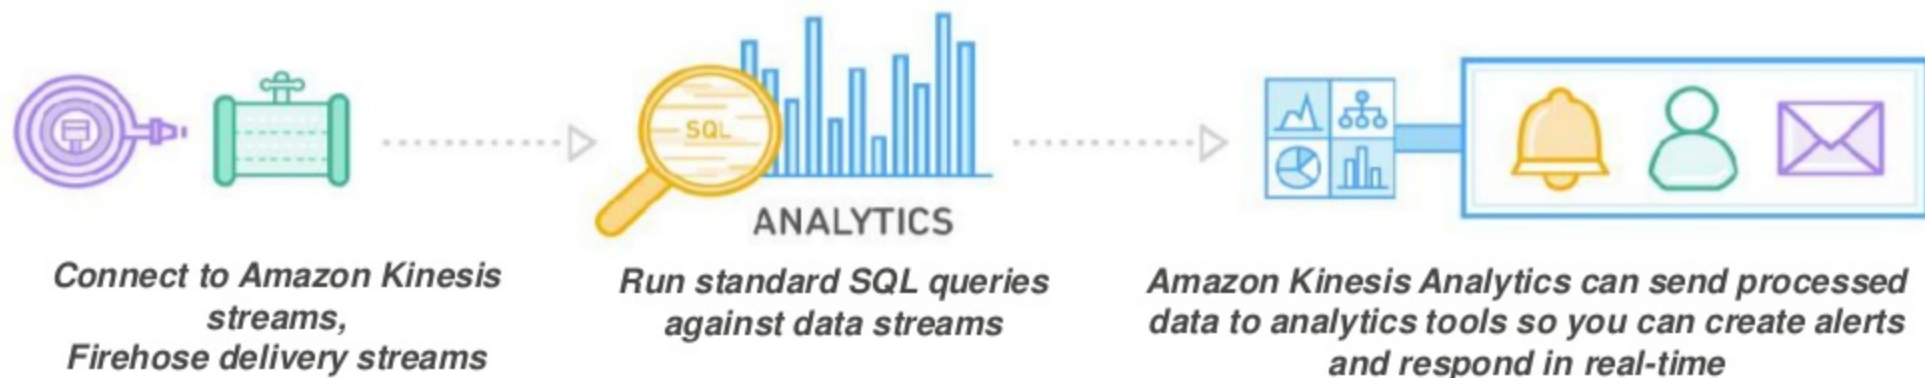 SQL
ANALYTICS
Connect to Amazon Kinesis
streams,
Firehose delivery streams
Run standard SQL queries
against data streams
Amazon Kinesis Analytics can send processed
data to analytics tools so you can create alerts
and respond in real-time